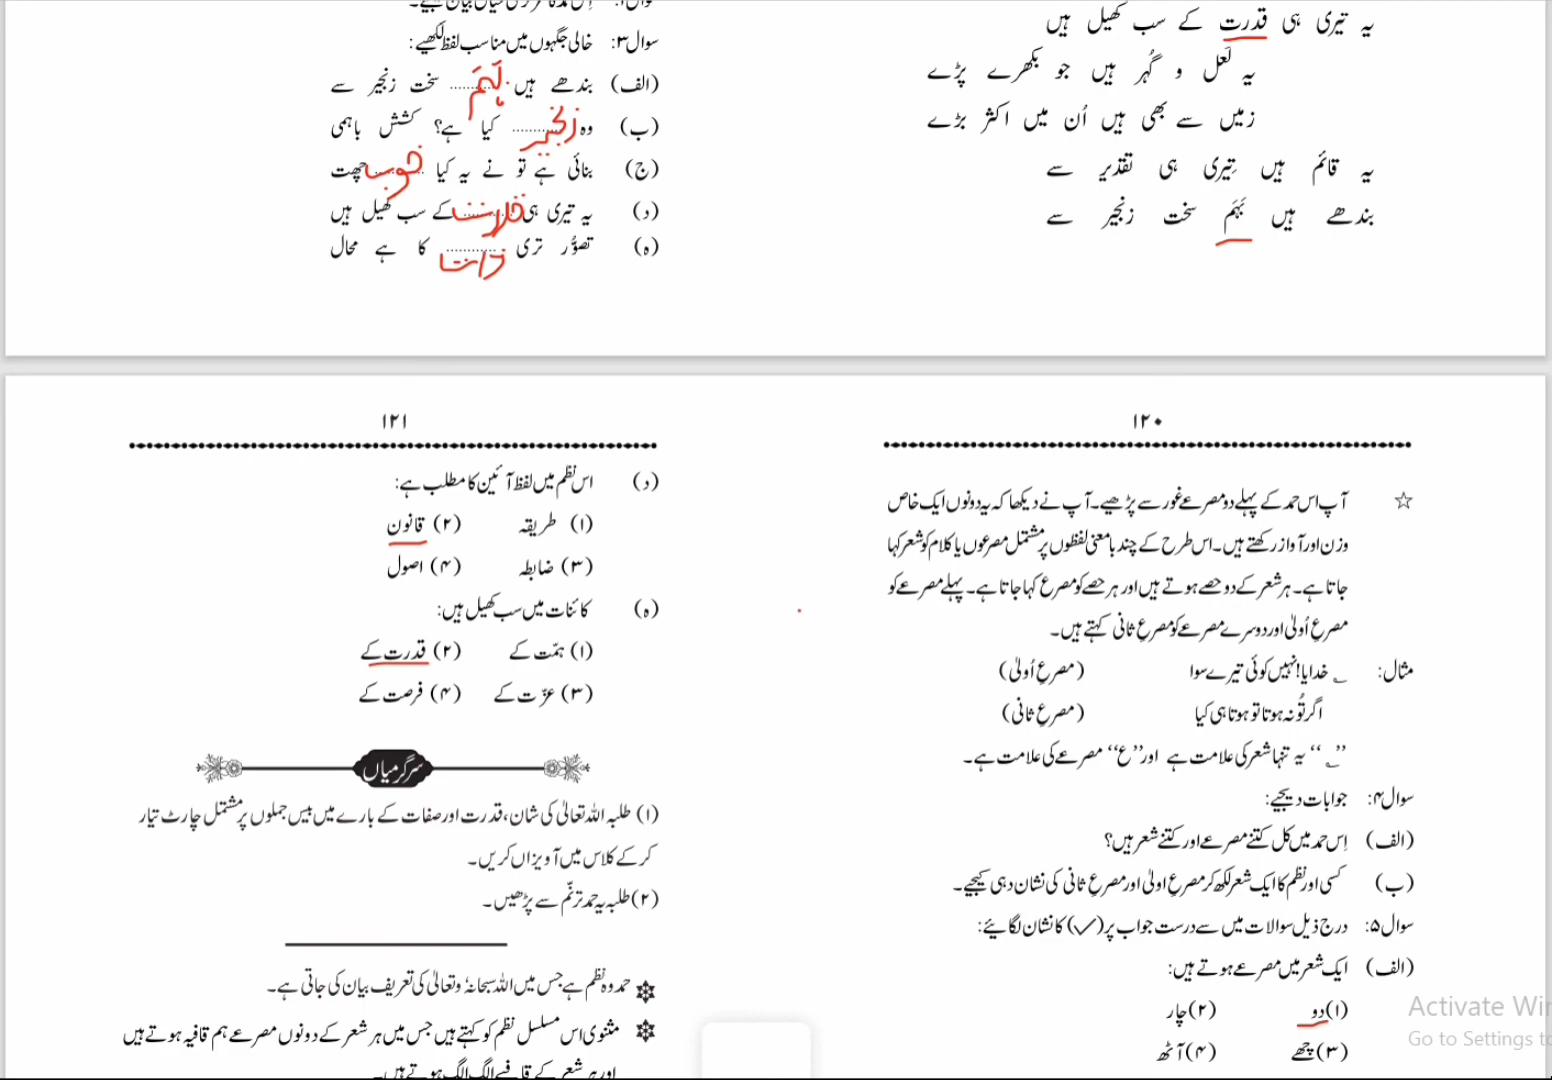 یہ تیری ہی قدرت کے سب کھیل ہیں
یہ لعل و گہر ہیں جو بکھرے پڑے
زمیں سے بھی ہیں اُن میں اکثر بڑے
یہ قائم ہیں تیری ہی تقدیر سے
بندھے ہیں بَہَم سخت زنجیر سے
سوال۳: خالی جگہوں میں مناسب لفظ لکھیے:
(الف) بندھے ہیں بَہَم سخت زنجیر سے
(ب) وہ زنجیر کیا ہے؟ کششِ باہمی
(ج) بنائی ہے تو نے یہ کیا خوب چھت
(د) یہ تیری ہی قدرت کے سب کھیل ہیں
(ہ) تصوُّر تری ذات کا ہے محال
۱۲۰
☆ آپ اس حمد کے پہلے دو مصرعے غور سے پڑھیے۔ آپ نے دیکھا کہ یہ دونوں ایک خاص
وزن اور آواز رکھتے ہیں۔ اس طرح کے چند بامعنی لفظوں پر مشتمل مصرعوں یا کلام کو شعر کہا
جاتا ہے۔ ہر شعر کے دو حصے ہوتے ہیں اور ہر حصے کو مصرع کہا جاتا ہے۔ پہلے مصرعے کو
مصرعِ اُولیٰ اور دوسرے مصرعے کو مصرعِ ثانی کہتے ہیں۔
مثال: ؎ خدایا! نہیں کوئی تیرے سوا (مصرعِ اُولیٰ)
اگر تُو نہ ہوتا تو ہوتا ہی کیا (مصرعِ ثانی)
”؎“ یہ تنہا شعر کی علامت ہے اور ”ع“ مصرعے کی علامت ہے۔
سوال۴: جوابات دیجیے:
(الف) اِس حمد میں کل کتنے مصرعے اور کتنے شعر ہیں؟
(ب) کسی اور نظم کا ایک شعر لکھ کر مصرعِ اولیٰ اور مصرعِ ثانی کی نشان دہی کیجیے۔
سوال۵: درج ذیل سوالات میں سے درست جواب پر (✓) کا نشان لگائیے:
(الف) ایک شعر میں مصرعے ہوتے ہیں:
(۱) دو (۲) چار
(۳) چھے (۴) آٹھ
۱۲۱
(د) اس نظم میں لفظ آئین کا مطلب ہے:
(۱) طریقہ (۲) قانون
(۳) ضابطہ (۴) اصول
(ہ) کائنات میں سب کھیل ہیں:
(۱) ہمّت کے (۲) قدرت کے
(۳) عزّت کے (۴) فرصت کے
سرگرمیاں
(۱) طلبہ اللہ تعالیٰ کی شان، قدرت اور صفات کے بارے میں بیس جملوں پر مشتمل چارٹ تیّار
کرکے کلاس میں آویزاں کریں۔
(۲) طلبہ یہ حمد ترنّم سے پڑھیں۔
حمد وہ نظم ہے جس میں اللہ سبحانہٗ وتعالیٰ کی تعریف بیان کی جاتی ہے۔
مثنوی اس مسلسل نظم کو کہتے ہیں جس میں ہر شعر کے دونوں مصرعے ہم قافیہ ہوتے ہیں
اور ہر شعر کے قافیے الگ الگ ہوتے ہیں۔
Activate Wi
Go to Settings t